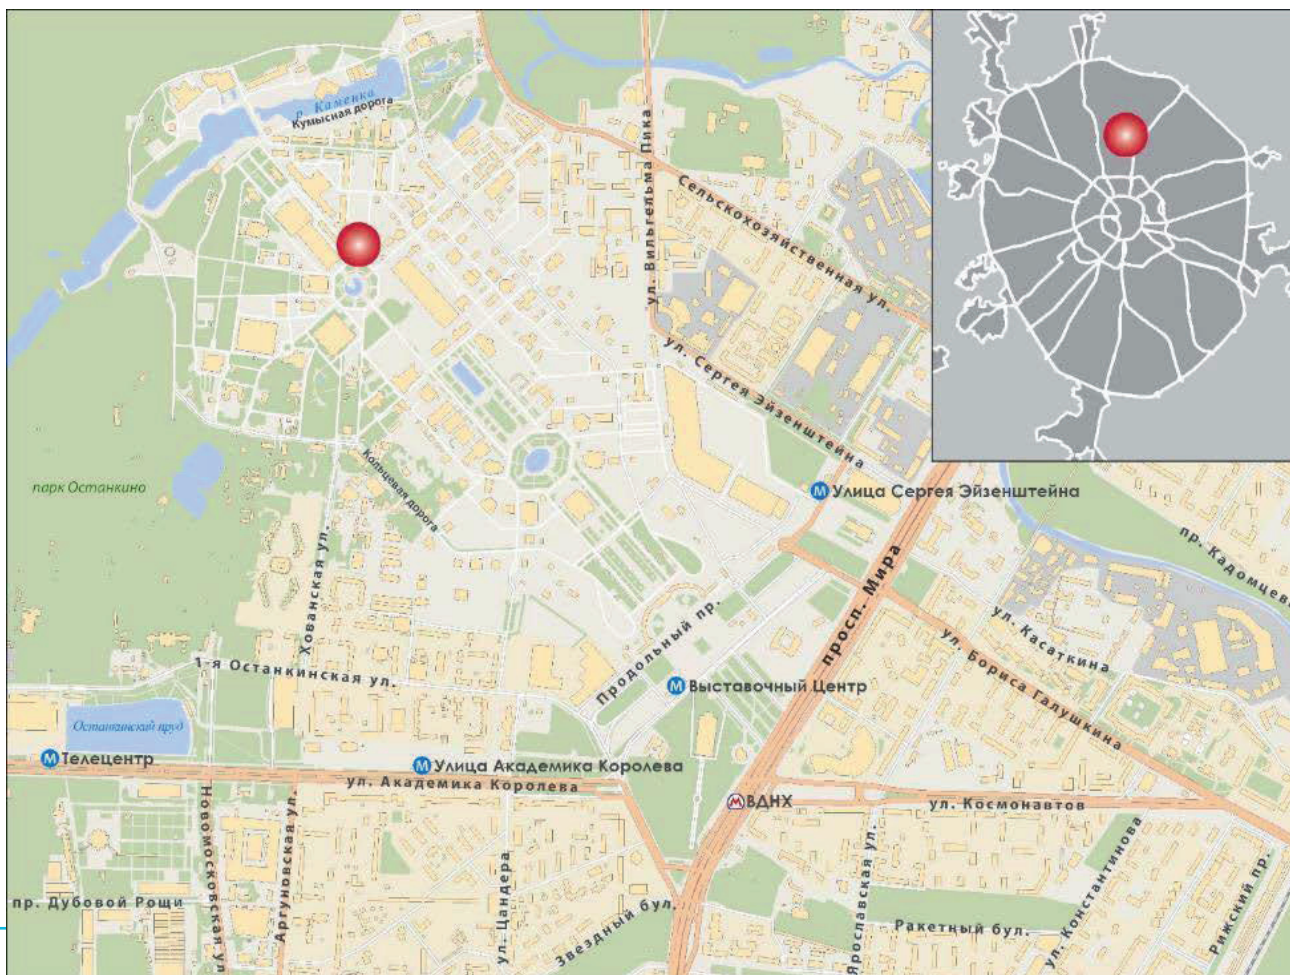 р. Каменка
Кумысная дорога
ул. Вильгельма Пика
Сельскохозяйственная ул.
ул. Сергея Эйзенштейна
Кольцевая дорога
парк Останкино
Улица Сергея Эйзенштейна
пр. Кадомцева
Хованская ул.
просп. Мира
ул. Касаткина
ул. Бориса Галушкина
Продольный пр.
1-я Останкинская ул.
Выставочный Центр
Останкинский пруд
Телецентр
Улица Академика Королева
ул. Академика Королева
ВДНХ
ул. Космонавтов
Новомосковская ул
Аргуновская ул.
ул. Цандера
Звездный бул.
Ярославская ул.
Ракетный бул.
ул. Константинова
Рижский пр.
пр. Дубовой Рощи